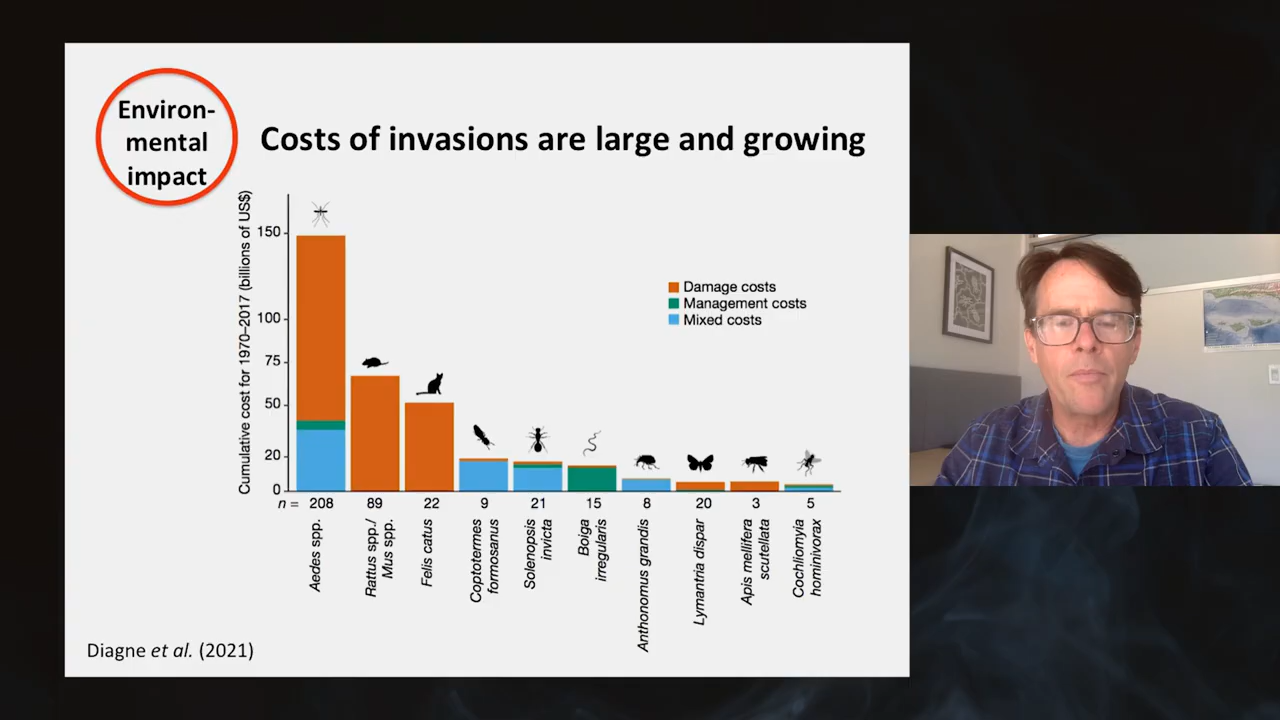 Environ-
mental
impact
Costs of invasions are large and growing
Cumulative cost for 1970–2017 (billions of US$)
150
100
75
50
20
0
Damage costs
Management costs
Mixed costs
n = 208 89 22 9 21 15 8 20 3 5
Aedes spp.
Rattus spp./
Mus spp.
Felis catus
Coptotermes
formosanus
Solenopsis
invicta
Boiga
irregularis
Anthonomus grandis
Lymantria dispar
Apis mellifera
scutellata
Cochliomyia
hominivorax
Diagne et al. (2021)